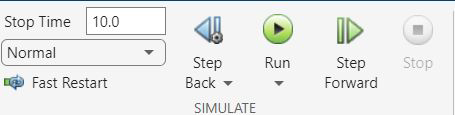 Stop Time 10.0
Normal
Fast Restart
Step Back
Run
Step Forward
Stop
SIMULATE